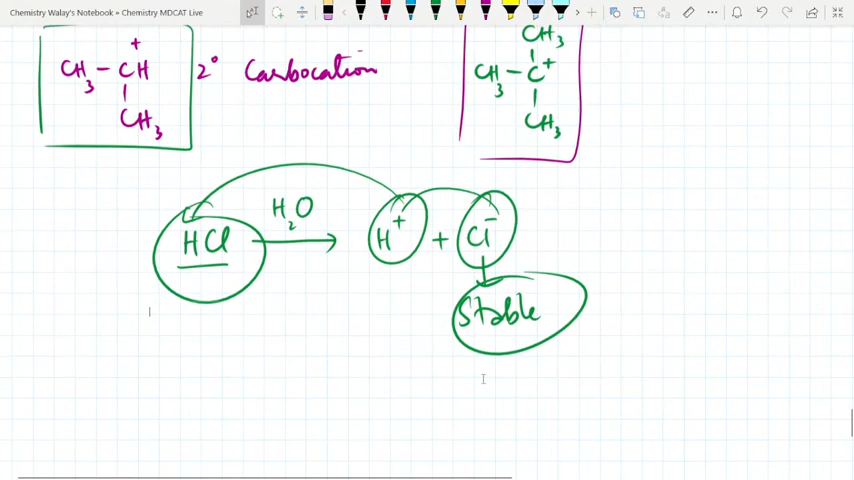 Chemistry Walay's Notebook » Chemistry MDCAT Live
CH3 - CH+ 2° Carbocation
CH3
CH3
CH3 - C+
CH3
HCl H2O → H+ + Cl-
Stable